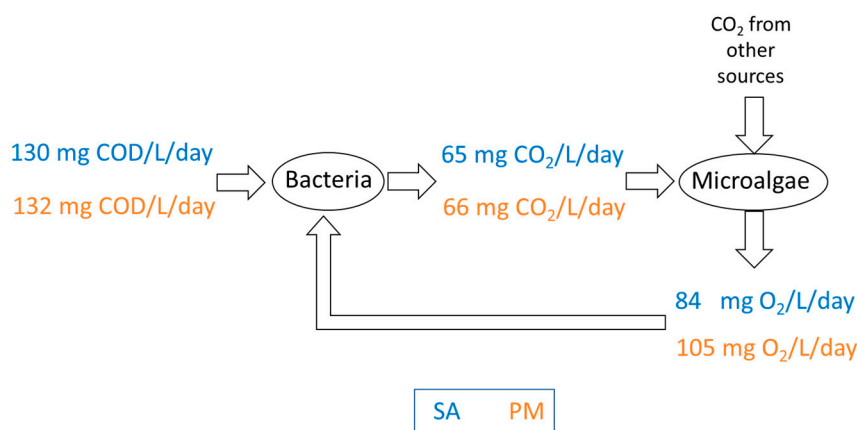 CO₂ from
other
sources
130 mg COD/L/day
132 mg COD/L/day
Bacteria
65 mg CO₂/L/day
66 mg CO₂/L/day
Microalgae
84 mg O₂/L/day
105 mg O₂/L/day
SA PM